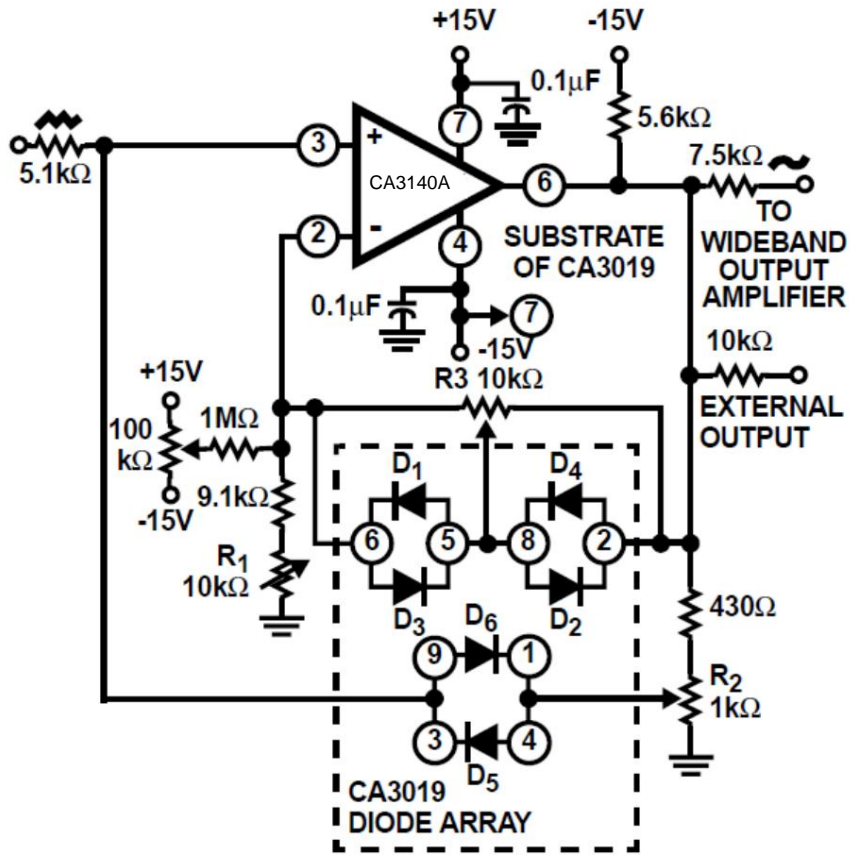 +15V
-15V
0.1µF
7
5.6kΩ
5.1kΩ
3
+
CA3140A
6
7.5kΩ
2
-
4
SUBSTRATE
OF CA3019
TO
WIDEBAND
OUTPUT
AMPLIFIER
0.1µF
7
-15V
10kΩ
EXTERNAL
OUTPUT
R3 10kΩ
+15V
100
kΩ
1MΩ
-15V
9.1kΩ
R1
10kΩ
D1
D4
6
5
8
2
D3
D2
D6
9
1
3
4
D5
430Ω
R2
1kΩ
CA3019
DIODE ARRAY